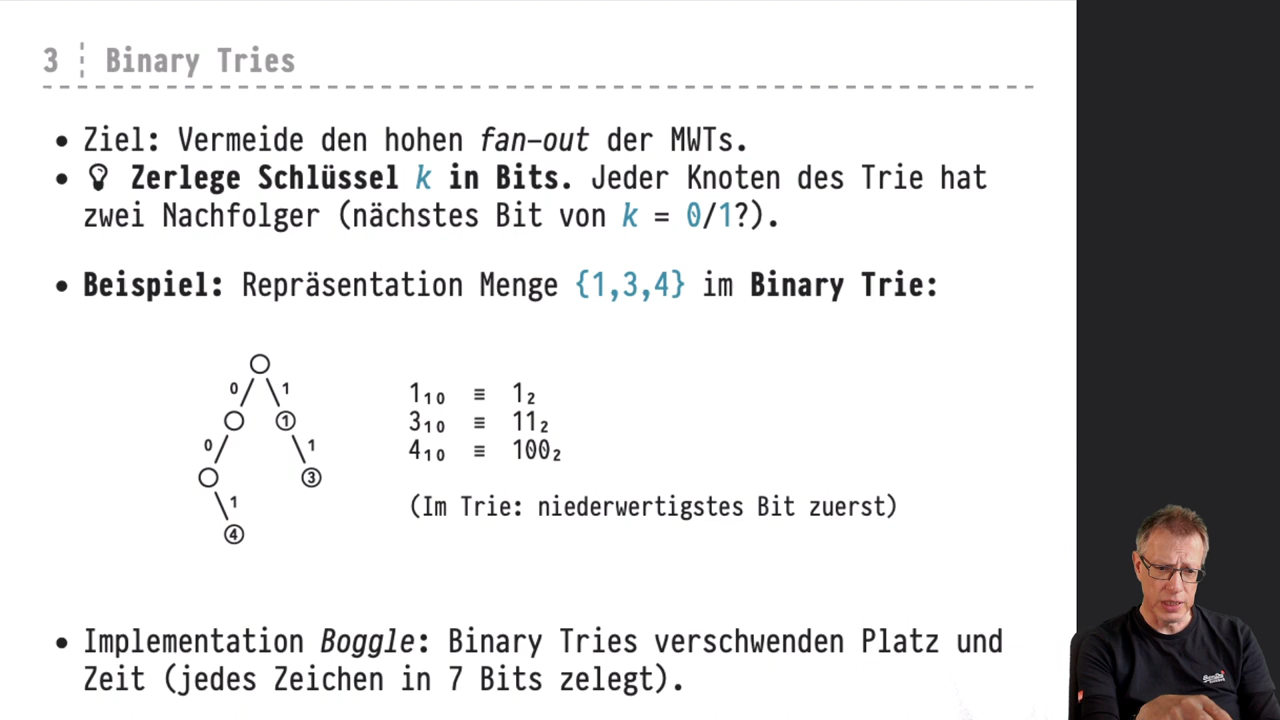 3 ¦ Binary Tries
• Ziel: Vermeide den hohen fan-out der MWTs.
• Zerlege Schlüssel k in Bits. Jeder Knoten des Trie hat
zwei Nachfolger (nächstes Bit von k = 0/1?).
• Beispiel: Repräsentation Menge {1,3,4} im Binary Trie:
0 1
1
0 1
3
1
4
1₁₀ ≡ 1₂
3₁₀ ≡ 11₂
4₁₀ ≡ 100₂
(Im Trie: niederwertigstes Bit zuerst)
• Implementation Boggle: Binary Tries verschwenden Platz und
Zeit (jedes Zeichen in 7 Bits zelegt).